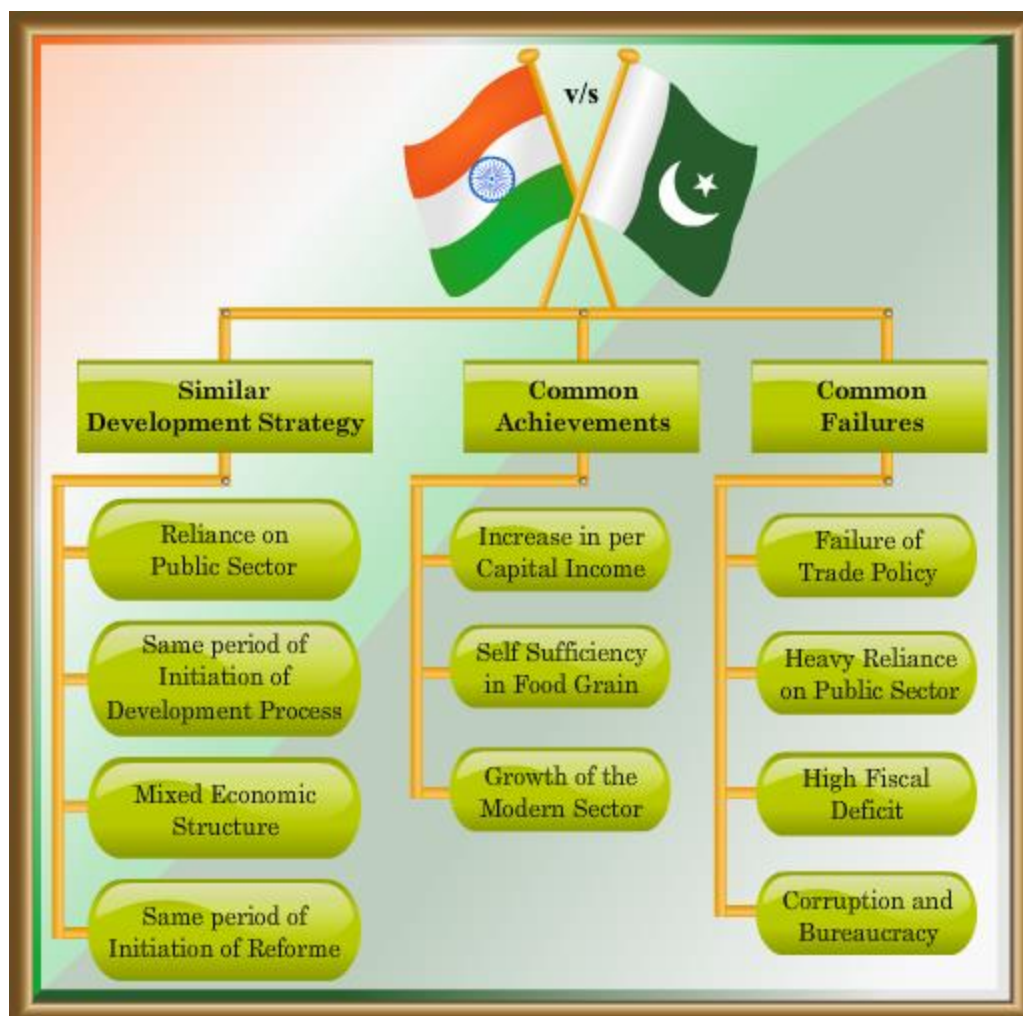 v/s
Similar
Development Strategy
Reliance on
Public Sector
Same period of
Initiation of
Development Process
Mixed Economic
Structure
Same period of
Initiation of Reforme
Common
Achievements
Increase in per
Capital Income
Self Sufficiency
in Food Grain
Growth of the
Modern Sector
Common
Failures
Failure of
Trade Policy
Heavy Reliance
on Public Sector
High Fiscal
Deficit
Corruption and
Bureaucracy